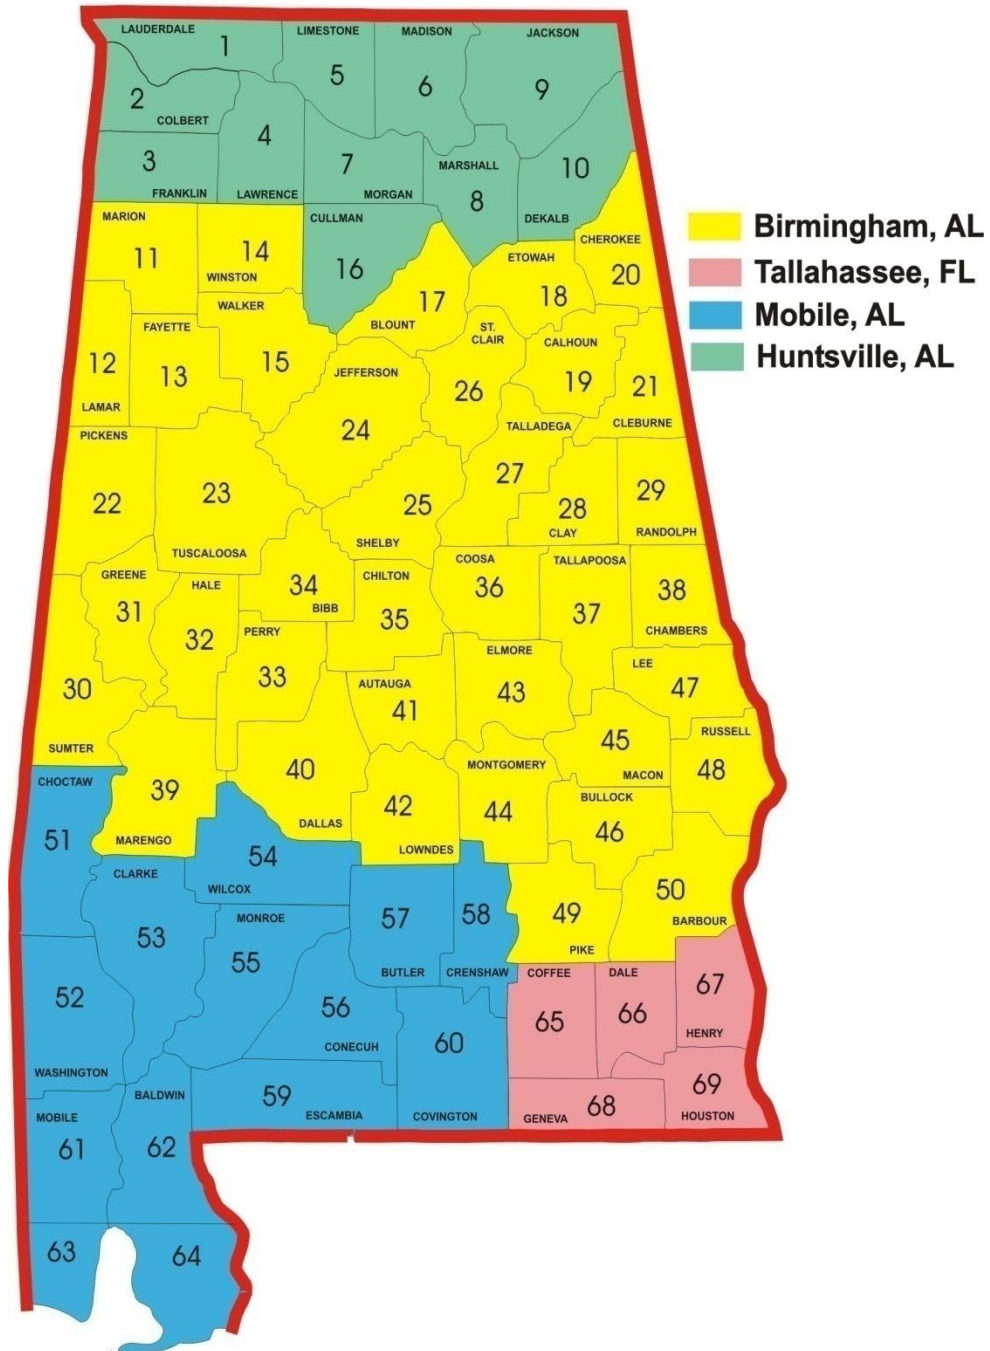 LAUDERDALE
1
LIMESTONE
5
MADISON
6
JACKSON
9
2
COLBERT
4
LAWRENCE
3
FRANKLIN
7
MORGAN
MARSHALL
8
10
DEKALB
MARION
11
14
WINSTON
CULLMAN
16
17
BLOUNT
ETOWAH
18
CHEROKEE
20
Birmingham, AL
Tallahassee, FL
Mobile, AL
Huntsville, AL
12
LAMAR
FAYETTE
13
WALKER
15
JEFFERSON
24
ST.
CLAIR
26
CALHOUN
19
21
CLEBURNE
PICKENS
22
23
TUSCALOOSA
25
SHELBY
TALLADEGA
27
28
CLAY
29
RANDOLPH
GREENE
31
HALE
32
34
BIBB
CHILTON
35
COOSA
36
TALLAPOOSA
37
38
CHAMBERS
30
SUMTER
PERRY
33
AUTAUGA
41
ELMORE
43
LEE
47
39
MARENGO
40
DALLAS
42
LOWNDES
MONTGOMERY
44
45
MACON
RUSSELL
48
BULLOCK
46
CHOCTAW
51
CLARKE
53
54
WILCOX
57
BUTLER
58
CRENSHAW
49
PIKE
50
BARBOUR
52
WASHINGTON
MONROE
55
56
CONECUH
60
COVINGTON
COFFEE
65
DALE
66
67
HENRY
MOBILE
61
BALDWIN
62
59
ESCAMBIA
GENEVA
68
69
HOUSTON
63
64